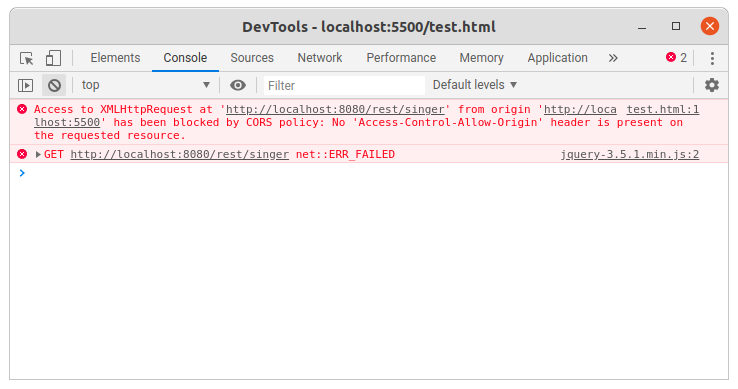 DevTools - localhost:5500/test.html
Elements Console Sources Network Performance Memory Application » 2
top Filter Default levels
Access to XMLHttpRequest at 'http://localhost:8080/rest/singer' from origin 'http://loca test.html:1
lhost:5500' has been blocked by CORS policy: No 'Access-Control-Allow-Origin' header is present on
the requested resource.
GET http://localhost:8080/rest/singer net::ERR_FAILED jquery-3.5.1.min.js:2